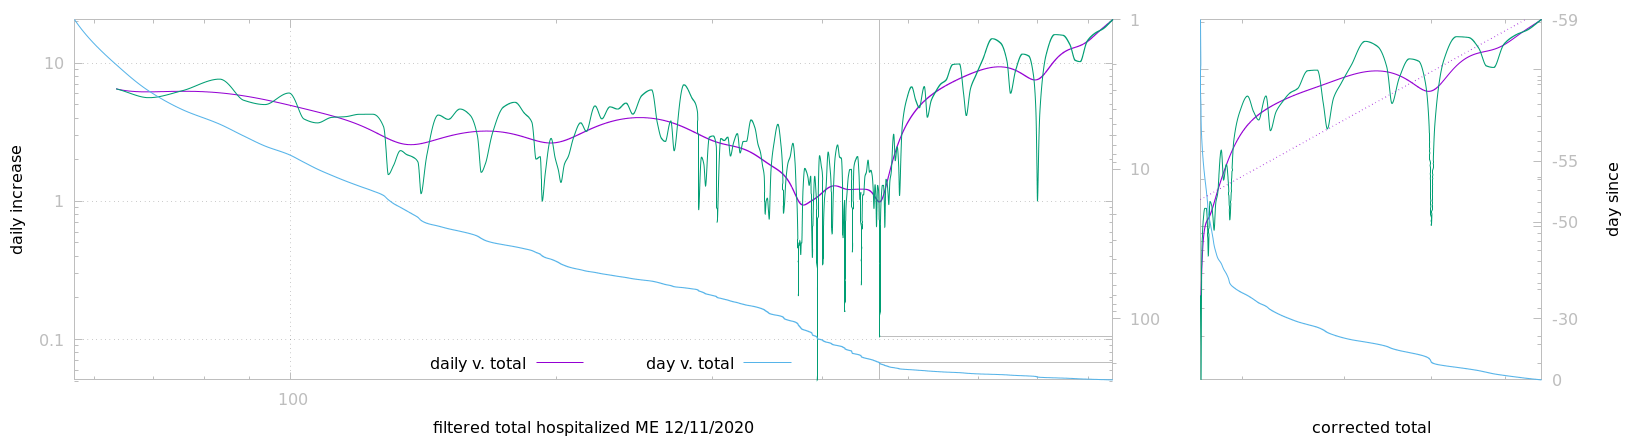 10
1
0.1
daily increase
100
daily v. total
day v. total
filtered total hospitalized ME 12/11/2020
1
10
100
-59
-55
-50
-30
0
day since
corrected total